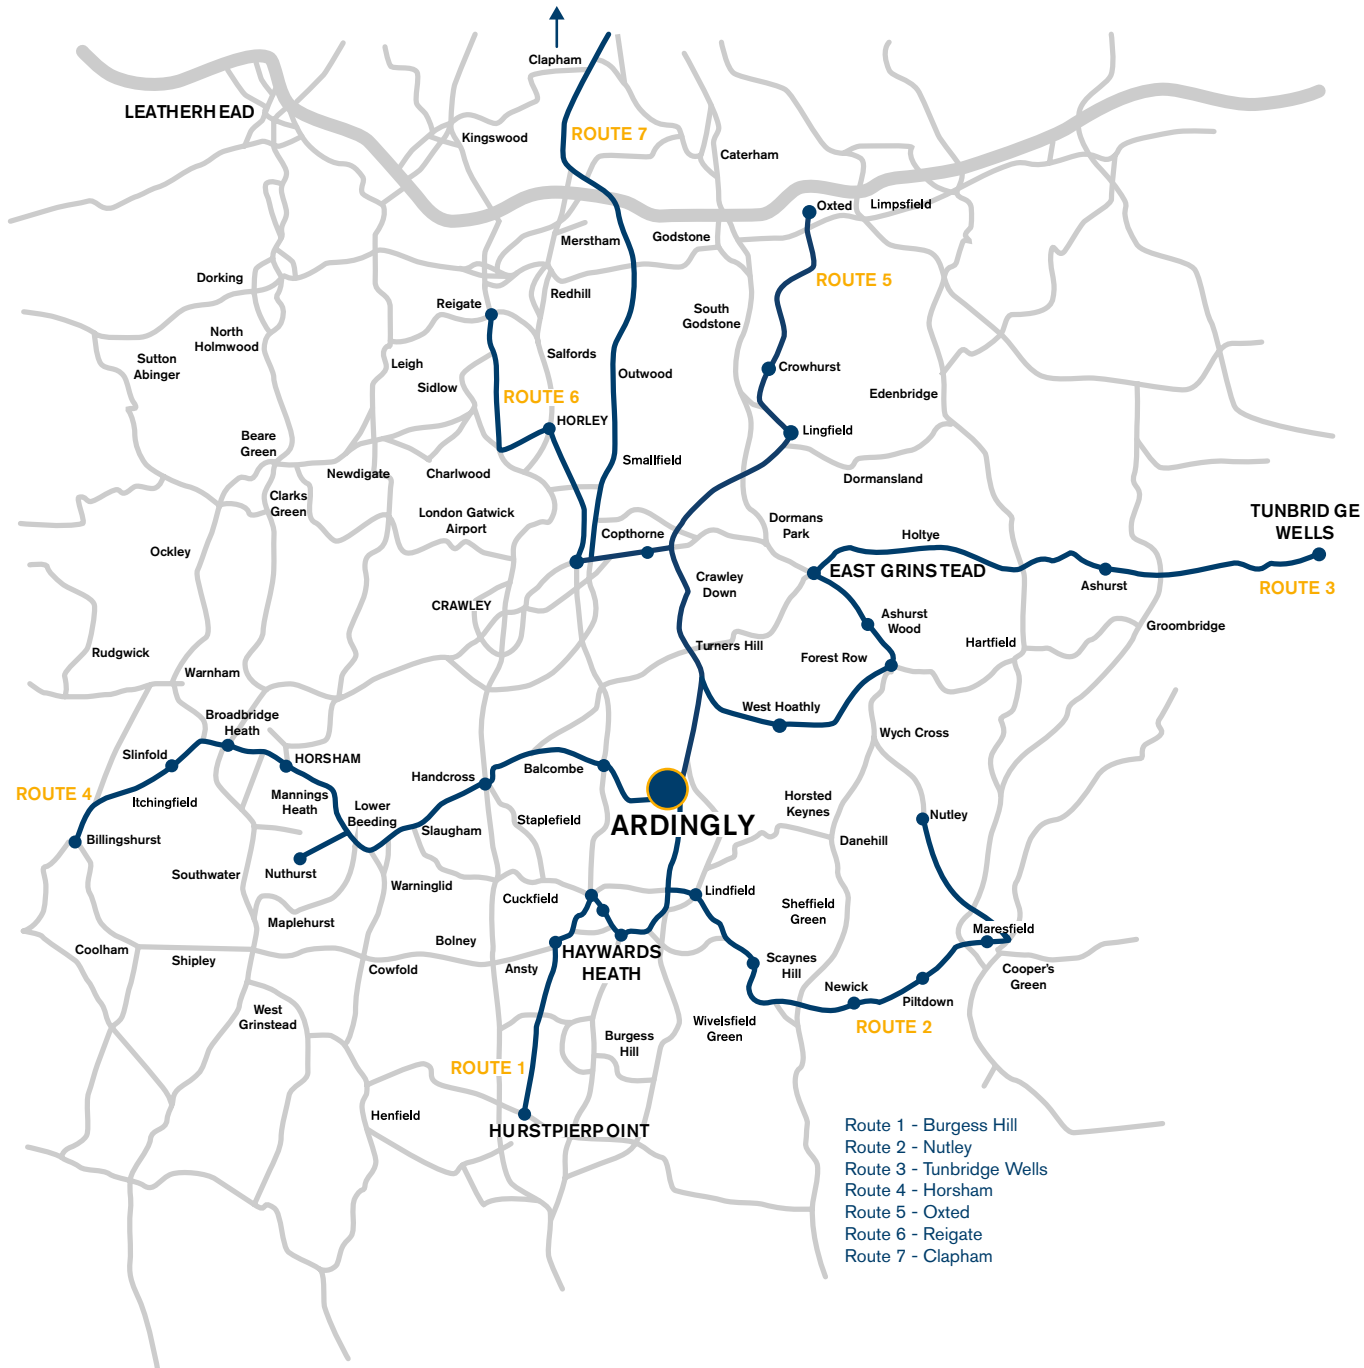 Clapham
LEATHERHEAD
ROUTE 7
Kingswood
Caterham
Oxted
Limpsfield
Merstham
Godstone
Dorking
ROUTE 5
Redhill
Reigate
South
Godstone
North
Holmwood
Sutton
Abinger
Leigh
Salfords
Sidlow
Outwood
Crowhurst
Edenbridge
ROUTE 6
HORLEY
Lingfield
Beare
Green
Newdigate
Charlwood
Smallfield
Dormansland
Clarks
Green
London Gatwick
Airport
TUNBRIDGE
WELLS
Dormans
Park
Holtye
Copthorne
Ockley
EAST GRINSTEAD
Ashurst
ROUTE 3
Crawley
Down
CRAWLEY
Ashurst
Wood
Groombridge
Hartfield
Turners Hill
Forest Row
Rudgwick
Warnham
West Hoathly
Broadbridge
Heath
Wych Cross
Slinfold
HORSHAM
Handcross
Balcombe
ROUTE 4
Itchingfield
Mannings
Heath
Lower
Beeding
Horsted
Keynes
Slaugham
Staplefield
ARDINGLY
Nutley
Billingshurst
Danehill
Southwater
Nuthurst
Warninglid
Cuckfield
Lindfield
Sheffield
Green
Maplehurst
Maresfield
Bolney
Coolham
Shipley
Cowfold
Ansty
HAYWARDS
HEATH
Scaynes
Hill
Cooper's
Green
Newick
Piltdown
West
Grinstead
Wivelsfield
Green
ROUTE 2
Burgess
Hill
ROUTE 1
Henfield
HURSTPIERPOINT
Route 1 - Burgess Hill
Route 2 - Nutley
Route 3 - Tunbridge Wells
Route 4 - Horsham
Route 5 - Oxted
Route 6 - Reigate
Route 7 - Clapham